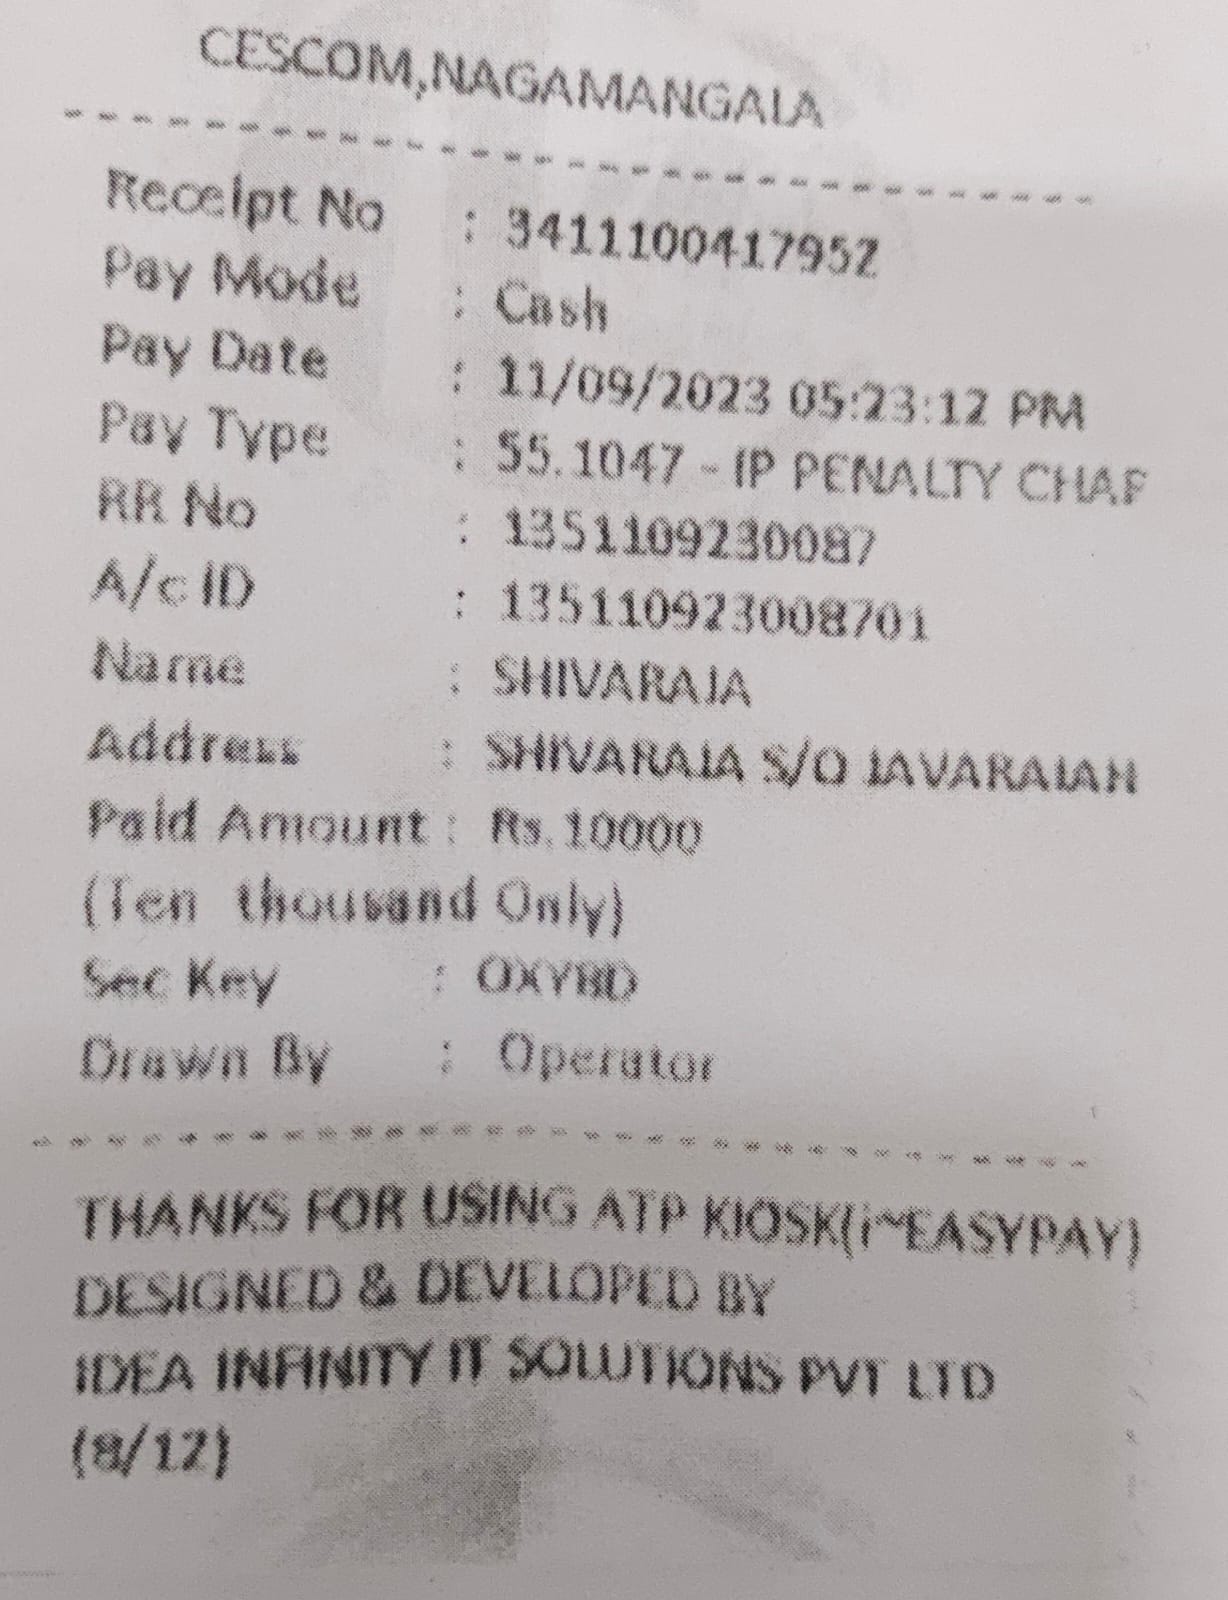 CESCOM,NAGAMANGALA
Receipt No : 3411100417952
Pay Mode : Cash
Pay Date : 11/09/2023 05:23:12 PM
Pay Type : 55.1047 - IP PENALTY CHAR
RR No : 1351109230087
A/c ID : 135110923008701
Name : SHIVARAJA
Address : SHIVARAJA S/O JAVARAIAH
Paid Amount : Rs.10000
(Ten thousand Only)
Sec Key :
Drawn By : Operator
THANKS FOR USING ATP KIOSK(i~EASYPAY)
DESIGNED & DEVELOPED BY
IDEA INFINITY IT SOLUTIONS PVT LTD
(8/12)